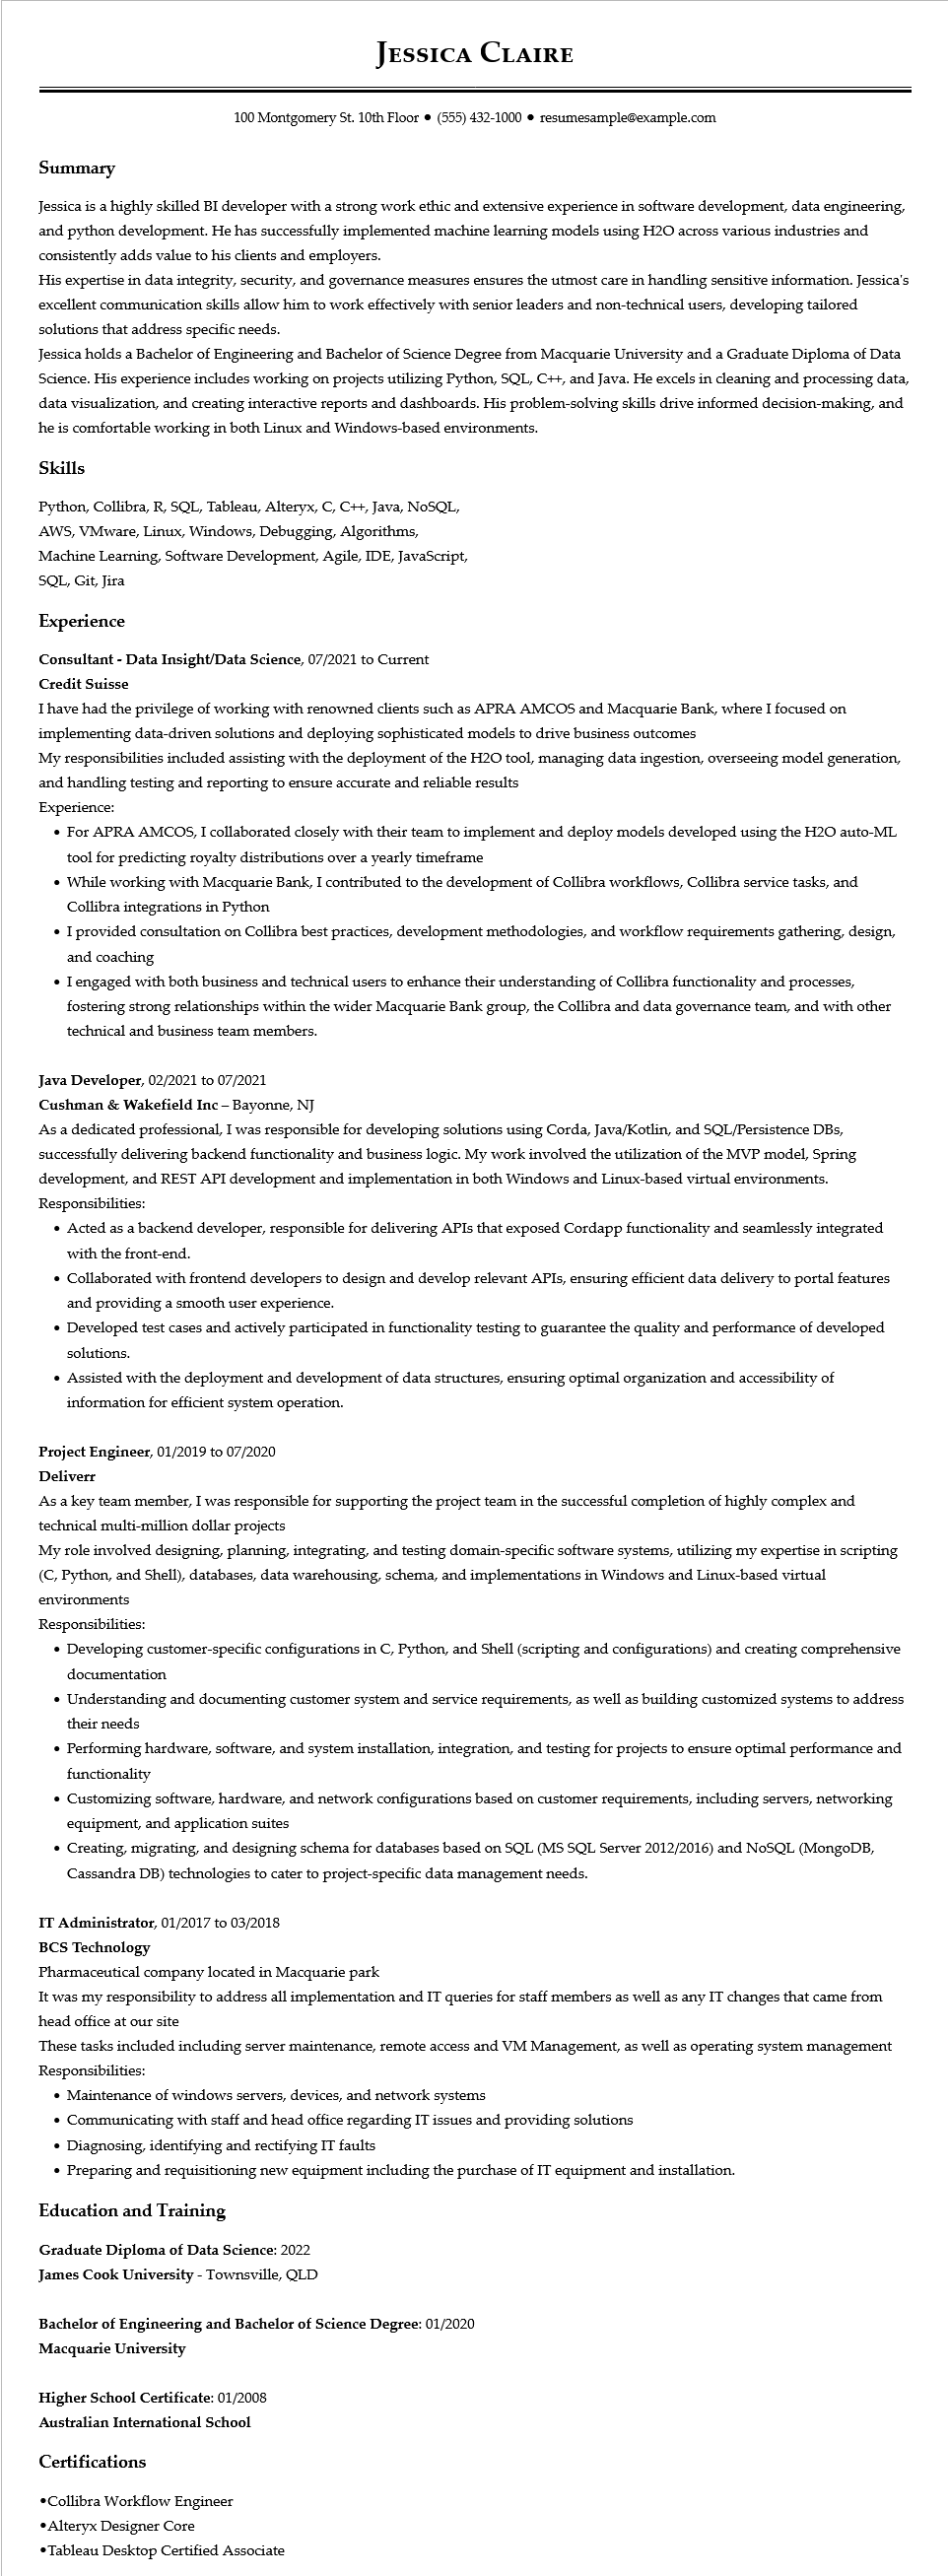 Jessica Claire
100 Montgomery St. 10th Floor • (555) 432-1000 • resumesample@example.com
Summary
Jessica is a highly skilled BI developer with a strong work ethic and extensive experience in software development, data engineering,
and python development. He has successfully implemented machine learning models using H2O across various industries and
consistently adds value to his clients and employers.
His expertise in data integrity, security, and governance measures ensures the utmost care in handling sensitive information. Jessica's
excellent communication skills allow him to work effectively with senior leaders and non-technical users, developing tailored
solutions that address specific needs.
Jessica holds a Bachelor of Engineering and Bachelor of Science Degree from Macquarie University and a Graduate Diploma of Data
Science. His experience includes working on projects utilizing Python, SQL, C++, and Java. He excels in cleaning and processing data,
data visualization, and creating interactive reports and dashboards. His problem-solving skills drive informed decision-making, and
he is comfortable working in both Linux and Windows-based environments.
Skills
Python, Collibra, R, SQL, Tableau, Alteryx, C, C++, Java, NoSQL,
AWS, VMware, Linux, Windows, Debugging, Algorithms,
Machine Learning, Software Development, Agile, IDE, JavaScript,
SQL, Git, Jira
Experience
Consultant - Data Insight/Data Science, 07/2021 to Current
Credit Suisse
I have had the privilege of working with renowned clients such as APRA AMCOS and Macquarie Bank, where I focused on
implementing data-driven solutions and deploying sophisticated models to drive business outcomes
My responsibilities included assisting with the deployment of the H2O tool, managing data ingestion, overseeing model generation,
and handling testing and reporting to ensure accurate and reliable results
Experience:
• For APRA AMCOS, I collaborated closely with their team to implement and deploy models developed using the H2O auto-ML
tool for predicting royalty distributions over a yearly timeframe
• While working with Macquarie Bank, I contributed to the development of Collibra workflows, Collibra service tasks, and
Collibra integrations in Python
• I provided consultation on Collibra best practices, development methodologies, and workflow requirements gathering, design,
and coaching
• I engaged with both business and technical users to enhance their understanding of Collibra functionality and processes,
fostering strong relationships within the wider Macquarie Bank group, the Collibra and data governance team, and with other
technical and business team members.
Java Developer, 02/2021 to 07/2021
Cushman & Wakefield Inc – Bayonne, NJ
As a dedicated professional, I was responsible for developing solutions using Corda, Java/Kotlin, and SQL/Persistence DBs,
successfully delivering backend functionality and business logic. My work involved the utilization of the MVP model, Spring
development, and REST API development and implementation in both Windows and Linux-based virtual environments.
Responsibilities:
• Acted as a backend developer, responsible for delivering APIs that exposed Cordapp functionality and seamlessly integrated
with the front-end.
• Collaborated with frontend developers to design and develop relevant APIs, ensuring efficient data delivery to portal features
and providing a smooth user experience.
• Developed test cases and actively participated in functionality testing to guarantee the quality and performance of developed
solutions.
• Assisted with the deployment and development of data structures, ensuring optimal organization and accessibility of
information for efficient system operation.
Project Engineer, 01/2019 to 07/2020
Deliverr
As a key team member, I was responsible for supporting the project team in the successful completion of highly complex and
technical multi-million dollar projects
My role involved designing, planning, integrating, and testing domain-specific software systems, utilizing my expertise in scripting
(C, Python, and Shell), databases, data warehousing, schema, and implementations in Windows and Linux-based virtual
environments
Responsibilities:
• Developing customer-specific configurations in C, Python, and Shell (scripting and configurations) and creating comprehensive
documentation
• Understanding and documenting customer system and service requirements, as well as building customized systems to address
their needs
• Performing hardware, software, and system installation, integration, and testing for projects to ensure optimal performance and
functionality
• Customizing software, hardware, and network configurations based on customer requirements, including servers, networking
equipment, and application suites
• Creating, migrating, and designing schema for databases based on SQL (MS SQL Server 2012/2016) and NoSQL (MongoDB,
Cassandra DB) technologies to cater to project-specific data management needs.
IT Administrator, 01/2017 to 03/2018
BCS Technology
Pharmaceutical company located in Macquarie park
It was my responsibility to address all implementation and IT queries for staff members as well as any IT changes that came from
head office at our site
These tasks included including server maintenance, remote access and VM Management, as well as operating system management
Responsibilities:
• Maintenance of windows servers, devices, and network systems
• Communicating with staff and head office regarding IT issues and providing solutions
• Diagnosing, identifying and rectifying IT faults
• Preparing and requisitioning new equipment including the purchase of IT equipment and installation.
Education and Training
Graduate Diploma of Data Science: 2022
James Cook University - Townsville, QLD
Bachelor of Engineering and Bachelor of Science Degree: 01/2020
Macquarie University
Higher School Certificate: 01/2008
Australian International School
Certifications
•Collibra Workflow Engineer
•Alteryx Designer Core
•Tableau Desktop Certified Associate